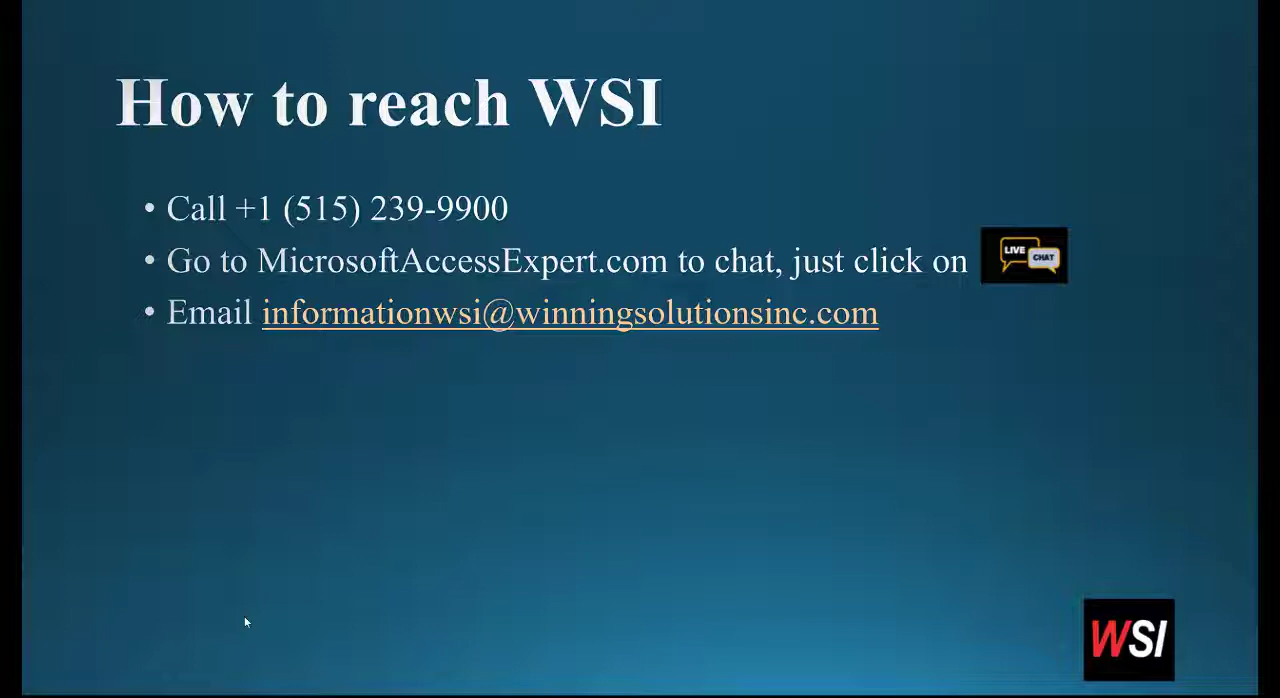 How to reach WSI
• Call +1 (515) 239-9900
• Go to MicrosoftAccessExpert.com to chat, just click on LIVE CHAT
• Email informationwsi@winningsolutionsinc.com
WSI